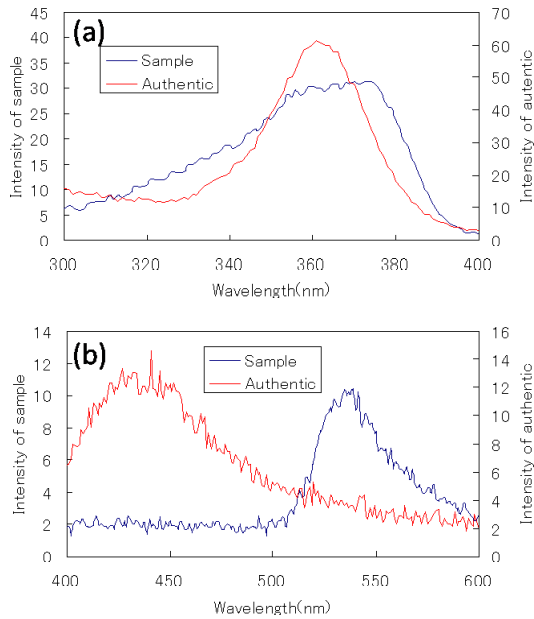 (a)
Sample
Authentic
Intensity of sample
45
40
35
30
25
20
15
10
5
0
Intensity of autentic
70
60
50
40
30
20
10
0
300 320 340 360 380 400
Wavelength(nm)
(b)
Sample
Authentic
Intensity of sample
14
12
10
8
6
4
2
0
Intensity of authentic
16
14
12
10
8
6
4
2
0
400 450 500 550 600
Wavelength(nm)